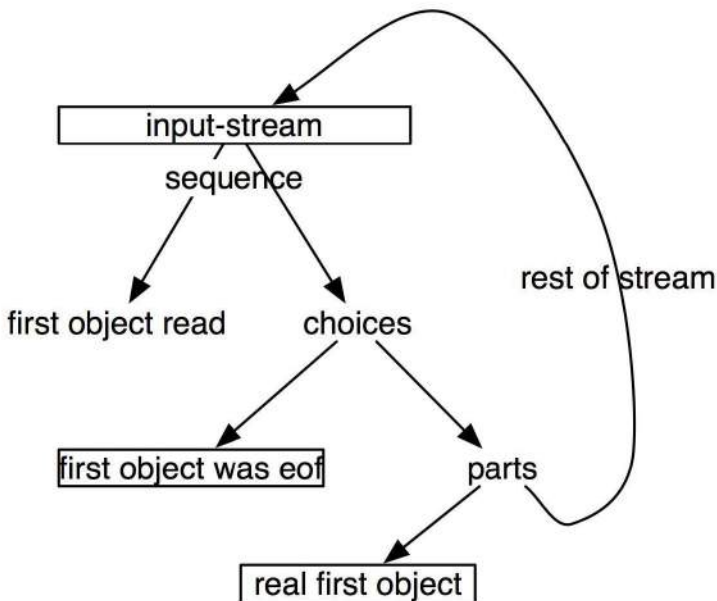 input-stream
sequence
rest of stream
first object read
choices
first object was eof
parts
real first object